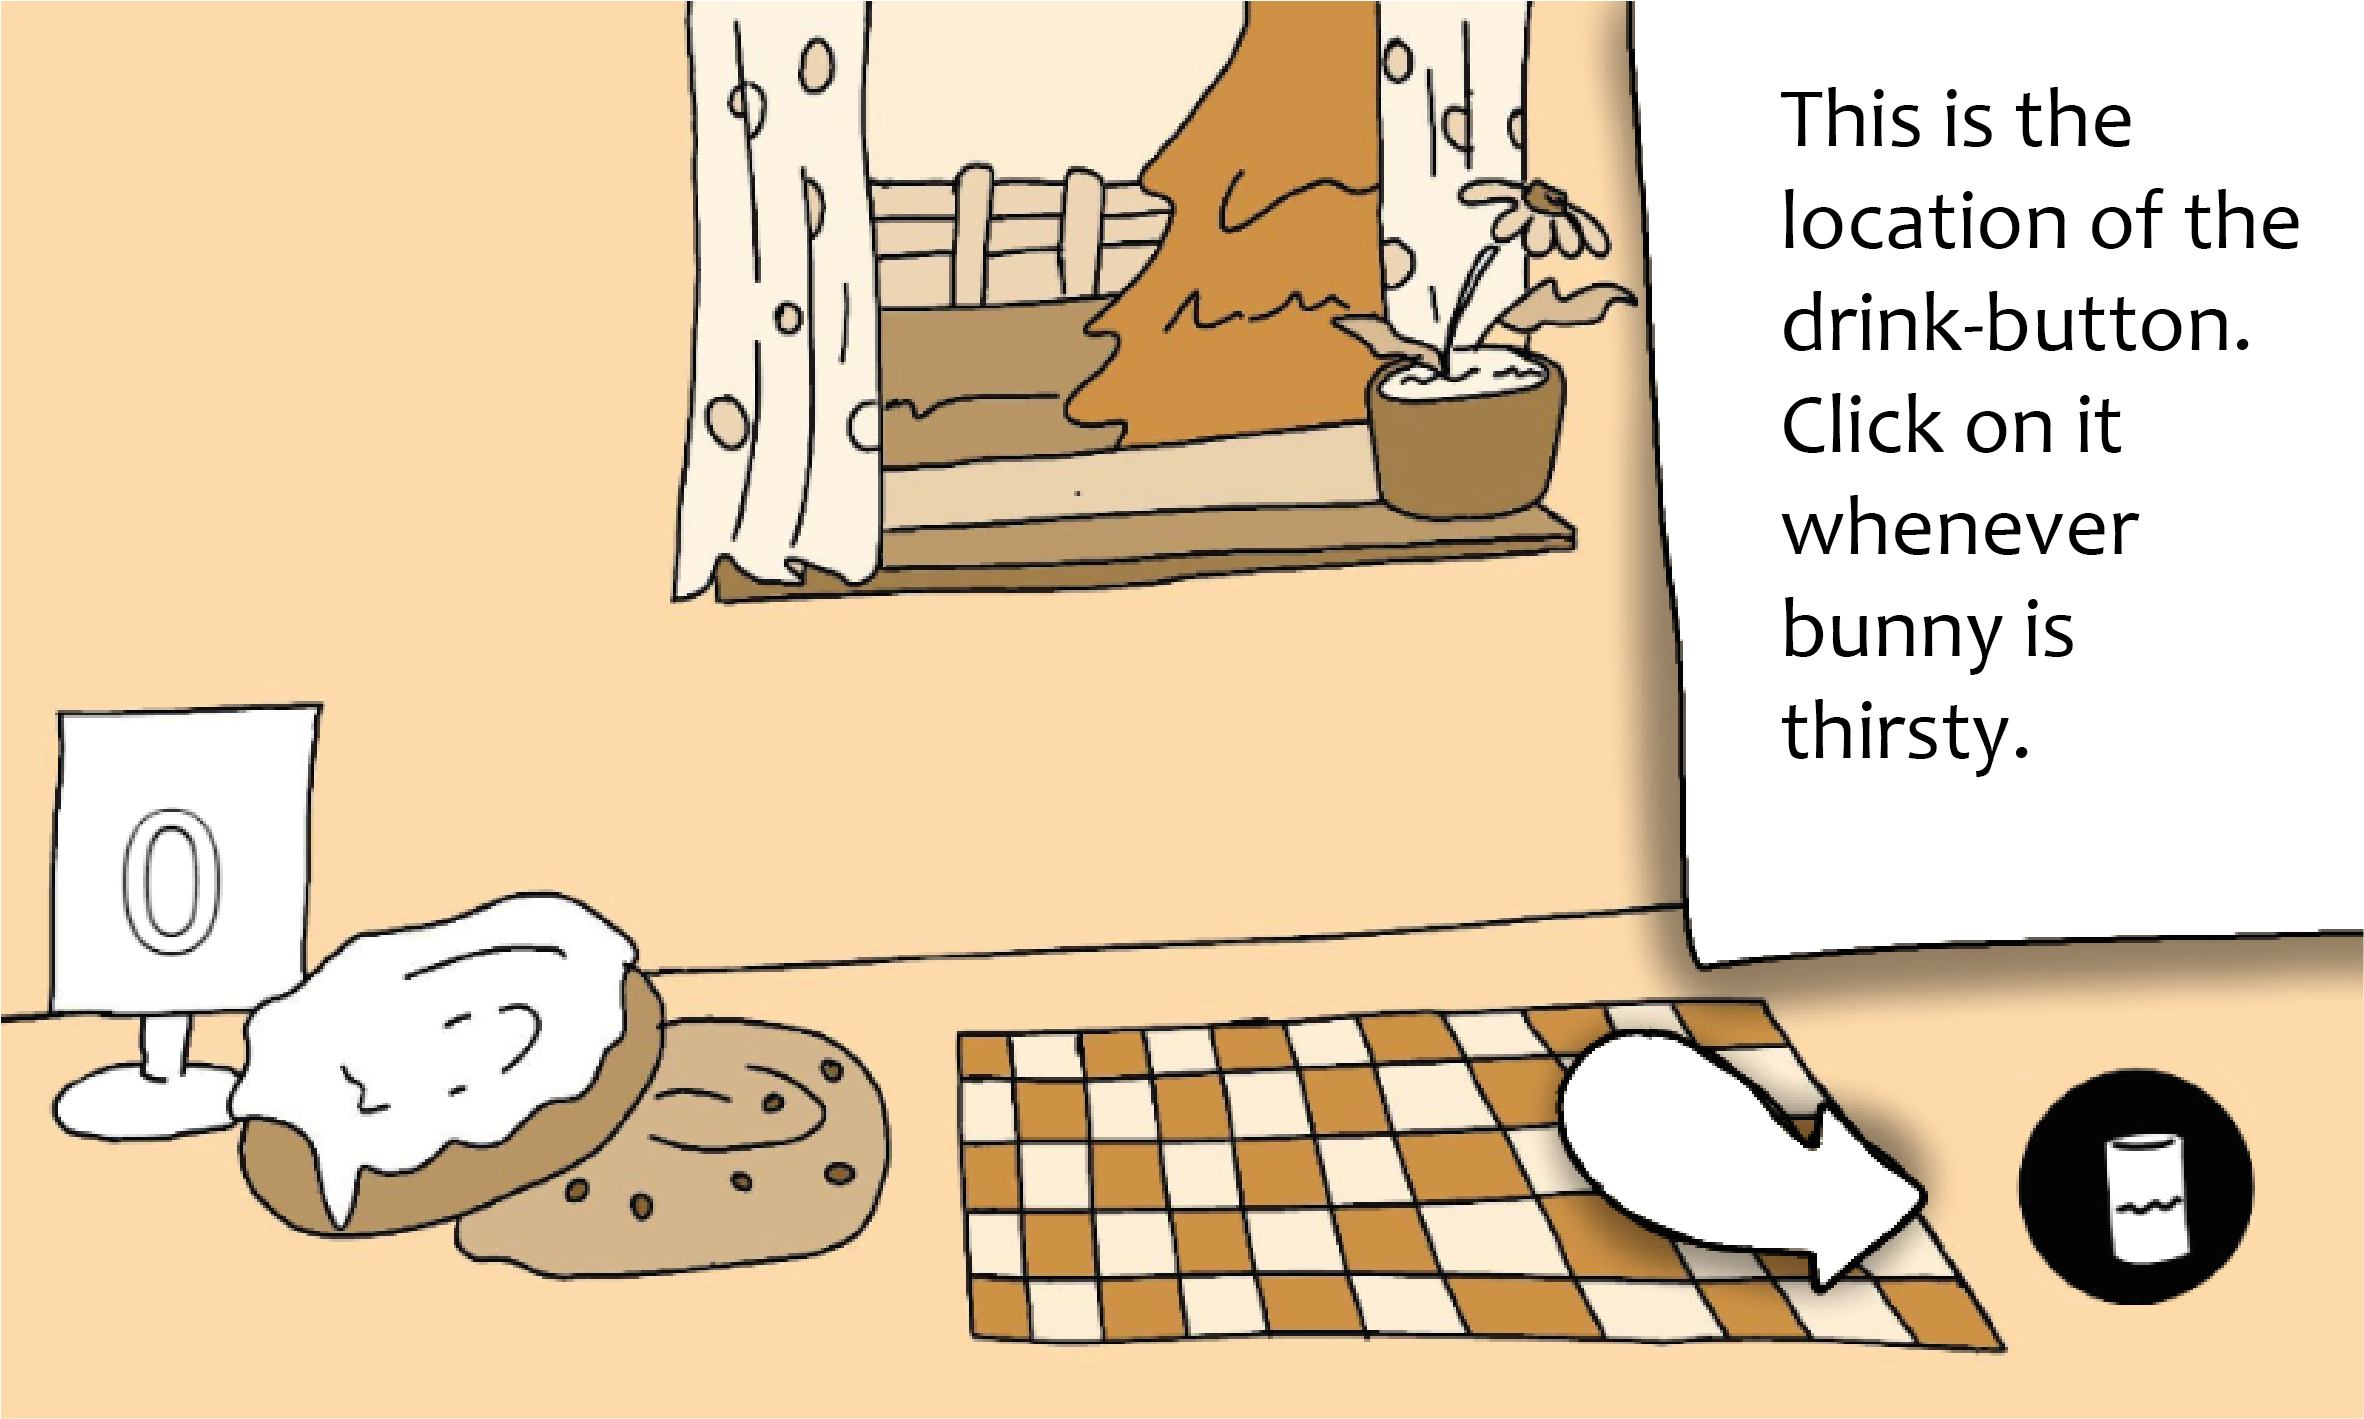 This is the
location of the
drink-button.
Click on it
whenever
bunny is
thirsty.
0